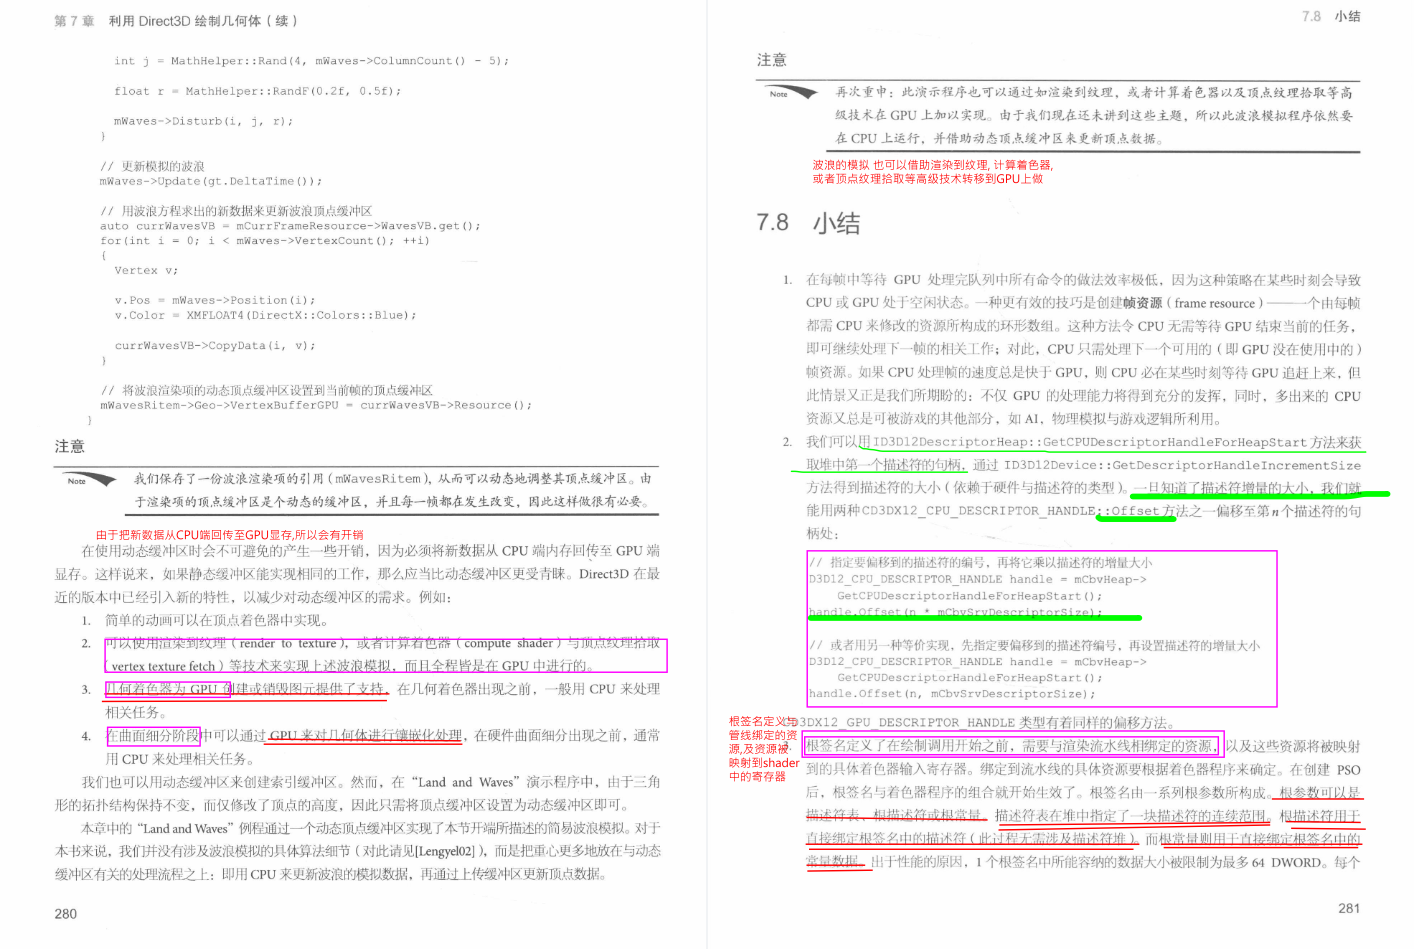 第 7 章 利用 Direct3D 绘制几何体（续）
int j = MathHelper::Rand(4, mWaves->ColumnCount() - 5);
float r = MathHelper::RandF(0.2f, 0.5f);
mWaves->Disturb(i, j, r);
}
// 更新模拟的波浪
mWaves->Update(gt.DeltaTime());
// 用波浪方程求出的新数据来更新波浪顶点缓冲区
auto currWavesVB = mCurrFrameResource->WavesVB.get();
for(int i = 0; i < mWaves->VertexCount(); ++i)
{
Vertex v;
v.Pos = mWaves->Position(i);
v.Color = XMFLOAT4(DirectX::Colors::Blue);
currWavesVB->CopyData(i, v);
}
// 将波浪渲染项的动态顶点缓冲区设置到当前帧的顶点缓冲区
mWavesRitem->Geo->VertexBufferGPU = currWavesVB->Resource();
}
注意
Note
我们保存了一份波浪渲染项的引用（mWavesRitem），从而可以动态地调整其顶点缓冲区。由
于渲染项的顶点缓冲区是个动态的缓冲区，并且每一帧都在发生改变，因此这样做很有必要。
由于把新数据从CPU端回传至GPU显存,所以会有开销
在使用动态缓冲区时会不可避免的产生一些开销，因为必须将新数据从 CPU 端内存回传至 GPU 端
显存。这样说来，如果静态缓冲区能实现相同的工作，那么应当比动态缓冲区更受青睐。Direct3D 在最
近的版本中已经引入新的特性，以减少对动态缓冲区的需求。例如：
1. 简单的动画可以在顶点着色器中实现。
2. 可以使用渲染到纹理（render to texture），或者计算着色器（compute shader）与顶点纹理拾取
（vertex texture fetch）等技术来实现上述波浪模拟，而且全程皆是在 GPU 中进行的。
3. 几何着色器为 GPU 创建或销毁图元提供了支持，在几何着色器出现之前，一般用 CPU 来处理
相关任务。
4. 在曲面细分阶段中可以通过 GPU 来对几何体进行镶嵌化处理，在硬件曲面细分出现之前，通常
用 CPU 来处理相关任务。
我们也可以用动态缓冲区来创建索引缓冲区。然而，在 “Land and Waves” 演示程序中，由于三角
形的拓扑结构保持不变，而仅修改了顶点的高度，因此只需将顶点缓冲区设置为动态缓冲区即可。
本章中的 “Land and Waves” 例程通过一个动态顶点缓冲区实现了本节开端所描述的简易波浪模拟。对于
本书来说，我们并没有涉及波浪模拟的具体算法细节（对此请见[Lengyel02]），而是把重心更多地放在与动态
缓冲区有关的处理流程之上：即用 CPU 来更新波浪的模拟数据，再通过上传缓冲区更新顶点数据。
280
7.8 小结
注意
Note
再次重申：此演示程序也可以通过如渲染到纹理，或者计算着色器以及顶点纹理拾取等高
级技术在 GPU 上加以实现。由于我们现在还未讲到这些主题，所以此波浪模拟程序依然要
在 CPU 上运行，并借助动态顶点缓冲区来更新顶点数据。
波浪的模拟 也可以借助渲染到纹理, 计算着色器,
或者顶点纹理拾取等高级技术转移到GPU上做
7.8 小结
1. 在每帧中等待 GPU 处理完队列中所有命令的做法效率极低，因为这种策略在某些时刻会导致
CPU 或 GPU 处于空闲状态。一种更有效的技巧是创建帧资源（frame resource）——一个由每帧
都需 CPU 来修改的资源所构成的环形数组。这种方法令 CPU 无需等待 GPU 结束当前的任务，
即可继续处理下一帧的相关工作；对此，CPU 只需处理下一个可用的（即 GPU 没在使用中的）
帧资源。如果 CPU 处理帧的速度总是快于 GPU，则 CPU 必在某些时刻等待 GPU 追赶上来，但
此情景又正是我们所期盼的：不仅 GPU 的处理能力将得到充分的发挥，同时，多出来的 CPU
资源又总是可被游戏的其他部分，如 AI，物理模拟与游戏逻辑所利用。
2. 我们可以用 ID3D12DescriptorHeap::GetCPUDescriptorHandleForHeapStart 方法来获
取堆中第一个描述符的句柄，通过 ID3D12Device::GetDescriptorHandleIncrementSize
方法得到描述符的大小（依赖于硬件与描述符的类型）。一旦知道了描述符增量的大小，我们就
能用两种 CD3DX12_CPU_DESCRIPTOR_HANDLE::Offset 方法之一偏移至第 n 个描述符的句
柄处：
// 指定要偏移到的描述符的编号，再将它乘以描述符的增量大小
D3D12_CPU_DESCRIPTOR_HANDLE handle = mCbvHeap->
GetCPUDescriptorHandleForHeapStart();
handle.Offset(n * mCbvSrvDescriptorSize);
// 或者用另一种等价实现，先指定要偏移到的描述符编号，再设置描述符的增量大小
D3D12_CPU_DESCRIPTOR_HANDLE handle = mCbvHeap->
GetCPUDescriptorHandleForHeapStart();
handle.Offset(n, mCbvSrvDescriptorSize);
D3DX12_GPU_DESCRIPTOR_HANDLE 类型有着同样的偏移方法。
根签名定义与
管线绑定的资
源,及资源被
映射到shader
中的寄存器
3. 根签名定义了在绘制调用开始之前，需要与渲染流水线相绑定的资源，以及这些资源将被映射
到的具体着色器输入寄存器。绑定到流水线的具体资源要根据着色器程序来确定。在创建 PSO
后，根签名与着色器程序的组合就开始生效了。根签名由一系列根参数所构成。根参数可以是
描述符表、根描述符或根常量。描述符表在堆中指定了一块描述符的连续范围。根描述符用于
直接绑定根签名中的描述符（此过程无需涉及描述符堆）。而根常量则用于直接绑定根签名中的
常量数据。出于性能的原因，1 个根签名中所能容纳的数据大小被限制为最多 64 DWORD。每个
281